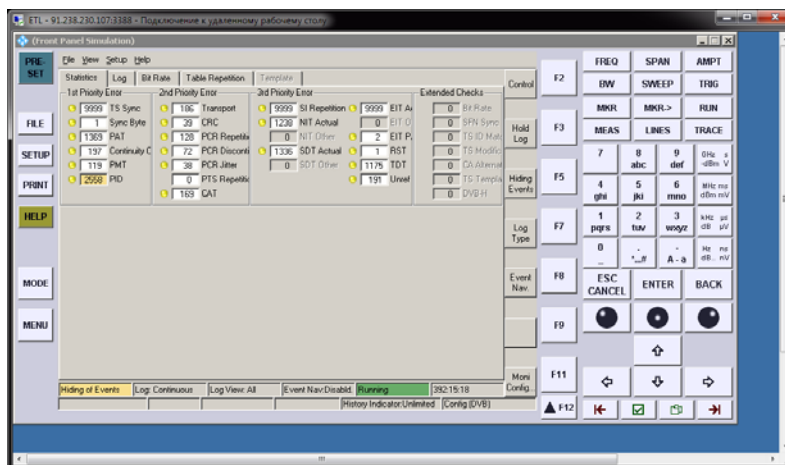 ETL - 91.238.230.107:3388 - Подключение к удаленному рабочему столу
(Front Panel Simulation)
PRE-
SET
FILE
SETUP
PRINT
HELP
MODE
MENU
File View Setup Help
Statistics Log Bit Rate Table Repetition Template
1st Priority Error
9999 TS Sync
1 Sync Byte
1369 PAT
197 Continuity C
119 PMT
2558 PID
2nd Priority Error
186 Transport
39 CRC
128 PCR Repetiti
72 PCR Disconti
38 PCR Jitter
0 PTS Repetiti
169 CAT
3rd Priority Error
9999 SI Repetition
1238 NIT Actual
0 NIT Other
1336 SDT Actual
0 SDT Other
9999 EIT A
0 EIT O
2 EIT P
1 RST
1175 TDT
191 Unref
Extended Checks
0 Bit Rate
0 SFN Sync
0 TS ID Mat
0 TS Modific
0 CA Alterna
0 TS Templa
0 DVB-H
Control
Hold
Log
Hiding
Events
Log
Type
Event
Nav.
Moni
Config...
Hiding of Events Log: Continuous Log View: All Event Nav:Disabld. Running 392:15:18
History Indicator:Unlimited Config (DVB)
F2
F3
F5
F7
F8
F9
F11
F12
FREQ SPAN AMPT
BW SWEEP TRIG
MKR MKR-> RUN
MEAS LINES TRACE
7 8 abc 9 def GHz s -dBm V
4 ghi 5 jkl 6 mno MHz ms dBm mV
1 pqrs 2 tuv 3 wxyz kHz µs dB µV
0 _ . *...# - A - a Hz ns dB.. nV
ESC
CANCEL ENTER BACK